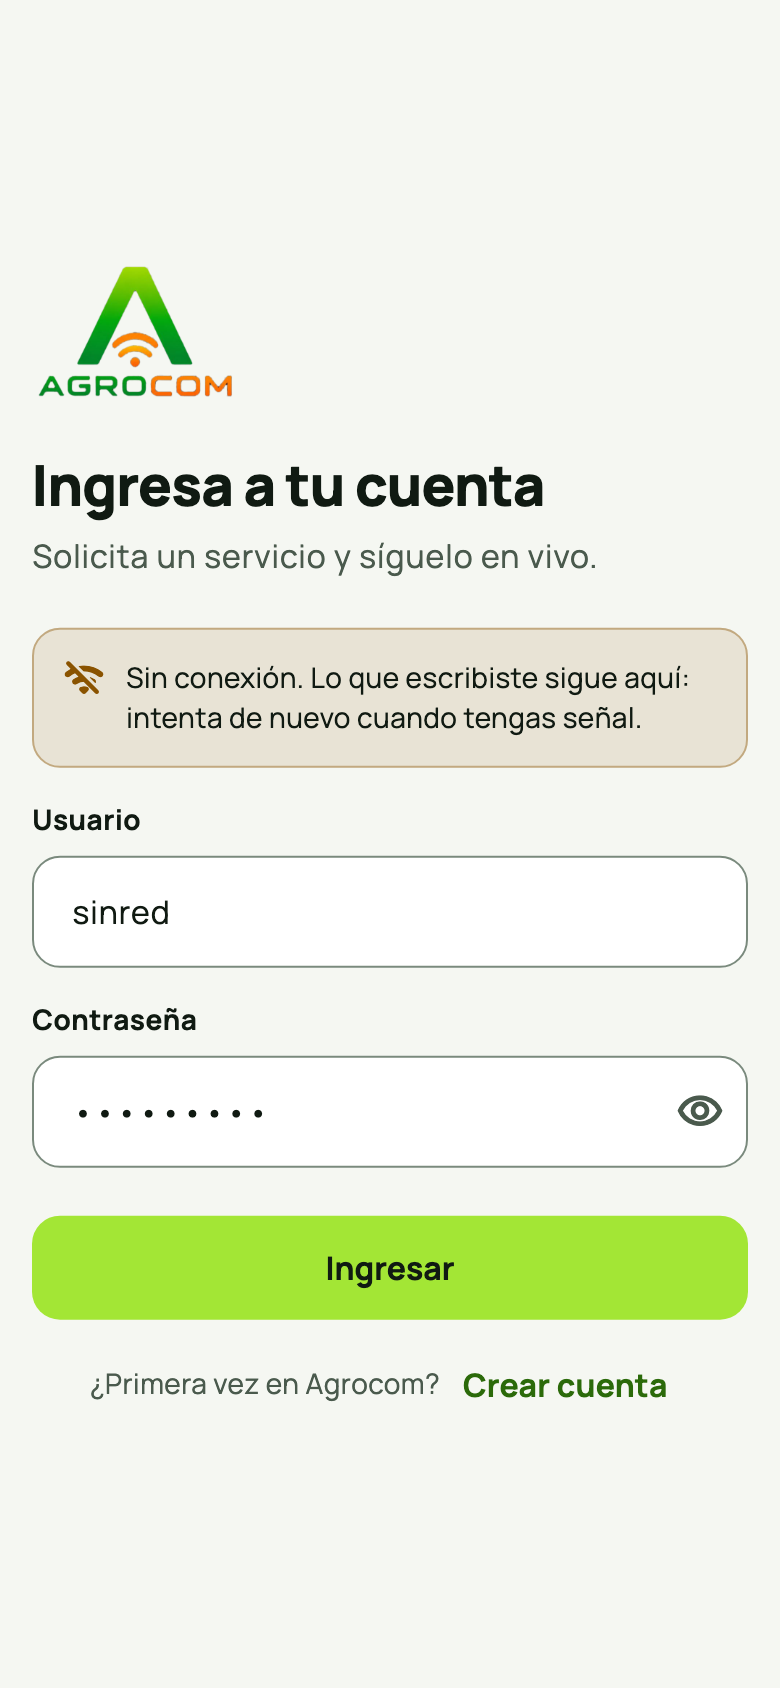 AGROCOM
Ingresa a tu cuenta
Solicita un servicio y síguelo en vivo.
Sin conexión. Lo que escribiste sigue aquí:
intenta de nuevo cuando tengas señal.
Usuario
sinred
Contraseña
•••••••••
Ingresar
¿Primera vez en Agrocom? Crear cuenta